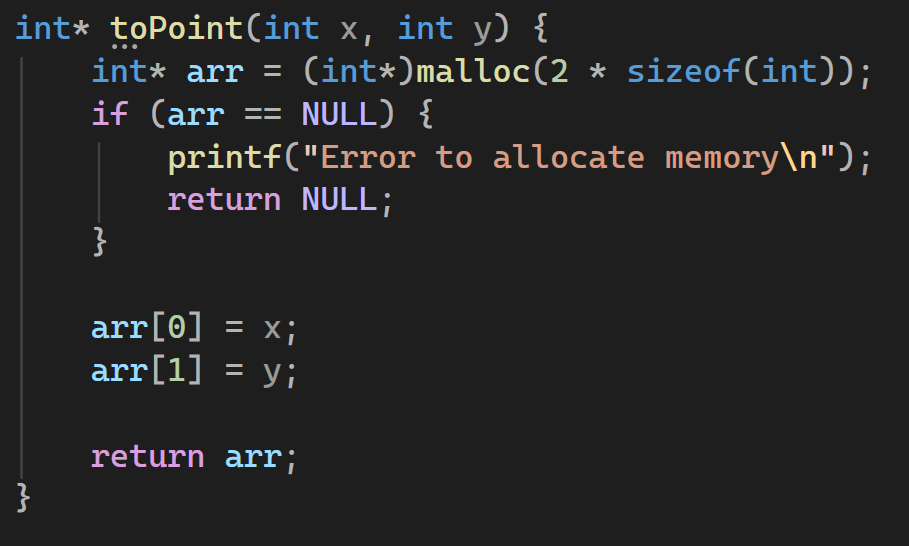 int* toPoint(int x, int y) {
    int* arr = (int*)malloc(2 * sizeof(int));
    if (arr == NULL) {
        printf("Error to allocate memory\n");
        return NULL;
    }

    arr[0] = x;
    arr[1] = y;

    return arr;
}